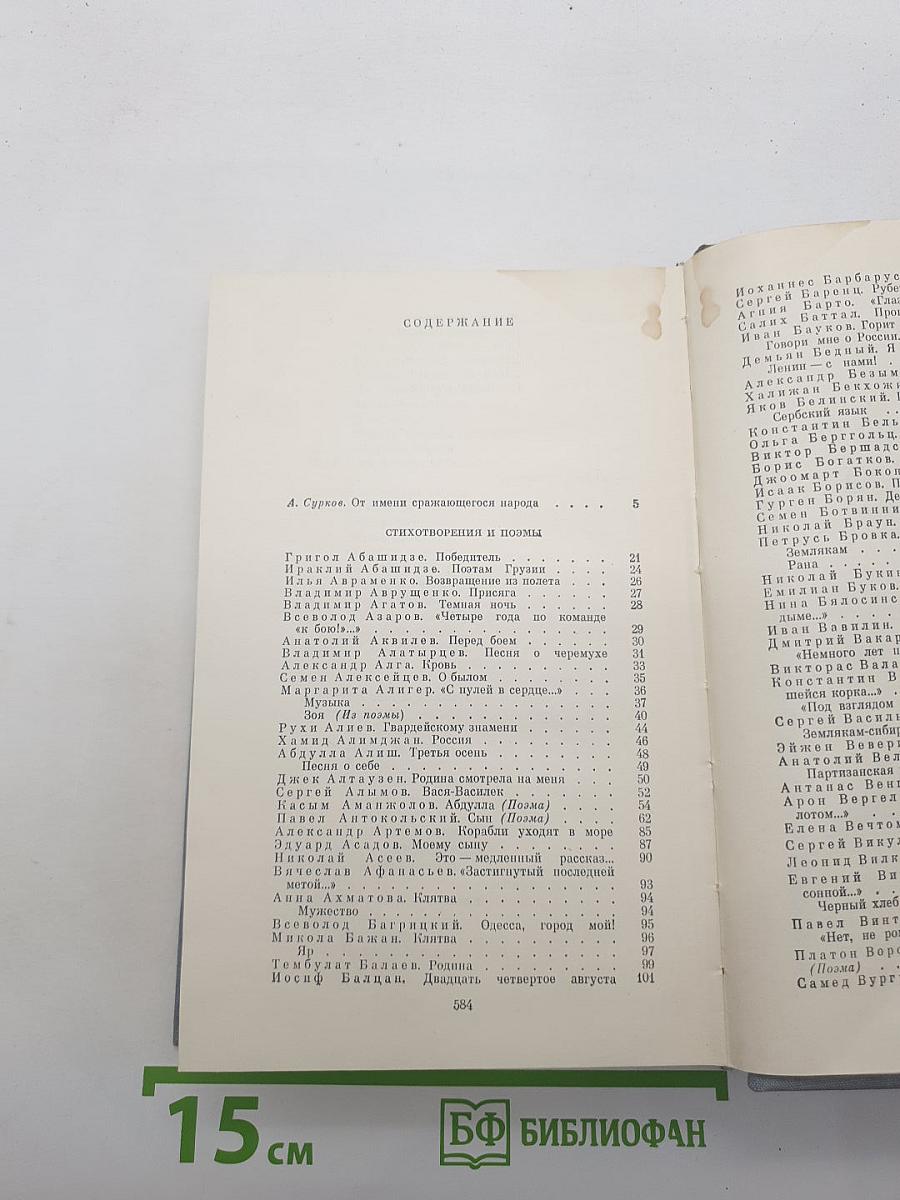 СОДЕРЖАНИЕ
А. Сурков. От имени сражающегося народа . . . . 5
СТИХОТВОРЕНИЯ И ПОЭМЫ
Григол Абашидзе. Победитель . . . . . . . 21
Ираклий Абашидзе. Поэтам Грузии . . . . 24
Илья Авраменко. Возвращение из полета . . . 26
Владимир Аврущенко. Присяга . . . . . . 27
Владимир Агатов. Темная ночь . . . . . . 28
Всеволод Азаров. «Четыре года по команде
«к бою!»...» . . . . . . . . . . . . . . . 29
Анатолий Аквилев. Перед боем . . . . . . 30
Владимир Алатырцев. Песня о черемухе 31
Александр Алга. Кровь . . . . . . . . . . 33
Семен Алексейцев. О былом . . . . . . . . 35
Маргарита Алигер. «С пулей в сердце...» . . . 36
Музыка . . . . . . . . . . . . . . . . . 37
Зоя (Из поэмы) . . . . . . . . . . . . . 40
Рухи Алиев. Гвардейскому знамени . . . . . . 44
Хамид Алимджан. Россия . . . . . . . . . 46
Абдулла Алиш. Третья осень . . . . . . . . 48
Песня о себе . . . . . . . . . . . . . . 49
Джек Алтаузен. Родина смотрела на меня . . . 50
Сергей Алымов. Вася-Василек . . . . . . . 52
Касым Аманжолов. Абдулла (Поэма) . . . . 54
Павел Антокольский. Сын (Поэма) . . . . 62
Александр Артемов. Корабли уходят в море 85
Эдуард Асадов. Моему сыну . . . . . . . 87
Николай Асеев. Это — медленный рассказ... 90
Вячеслав Афанасьев. «Застигнутый последней
метой...» . . . . . . . . . . . . . . . . 93
Анна Ахматова. Клятва . . . . . . . . . . 94
Мужество . . . . . . . . . . . . . . . . 94
Всеволод Багрицкий. Одесса, город мой! 95
Микола Бажан. Клятва . . . . . . . . . . 96
Яр . . . . . . . . . . . . . . . . . . . 97
Тембулат Балаев. Родина . . . . . . . . . 99
Иосиф Балцан. Двадцать четвертое августа 101
584
Иоханнес Барбарус
Сергей Баренц.
Агния Барто.
Салих Баттал.
Иван Бауков. Горит
Говори мне о России.
Демьян Бедный. Я
Ленин — с нами! .
Александр Безым
Халижан Бекхожи
Яков Белинский.
Сербский язык . .
Константин Бель
Ольга Берггольц.
Виктор Бершадс
Борис Богатков.
Джоомарт Бокон
Исаак Борисов. П
Гурген Борян. Де
Семен Ботвинни
Николай Браун.
Петрусь Бровка.
Землякам . . .
Рана . . . . .
Николай Букин
Емилиан Буков.
Нина Бялосинс
дыме...» . . .
Иван Вавилин.
Дмитрий Вакар
«Немного лет п
Викторас Вала
Константин В
шейся корка...» .
«Под взглядом
Сергей Василь
Землякам-сибир
Эйжен Вевери
Анатолий Вел
Партизанская
Антанас Венц
Арон Вергел
лотом...» . .
Елена Вечтом
Сергей Викул
Леонид Вилк
Евгений Ви
сонной...» . .
Черный хлеб
Павел Винт
«Нет, не ром
Платон Воро
(Поэма) . .
Самед Вург
15 см
БФ БИБЛИОФАН